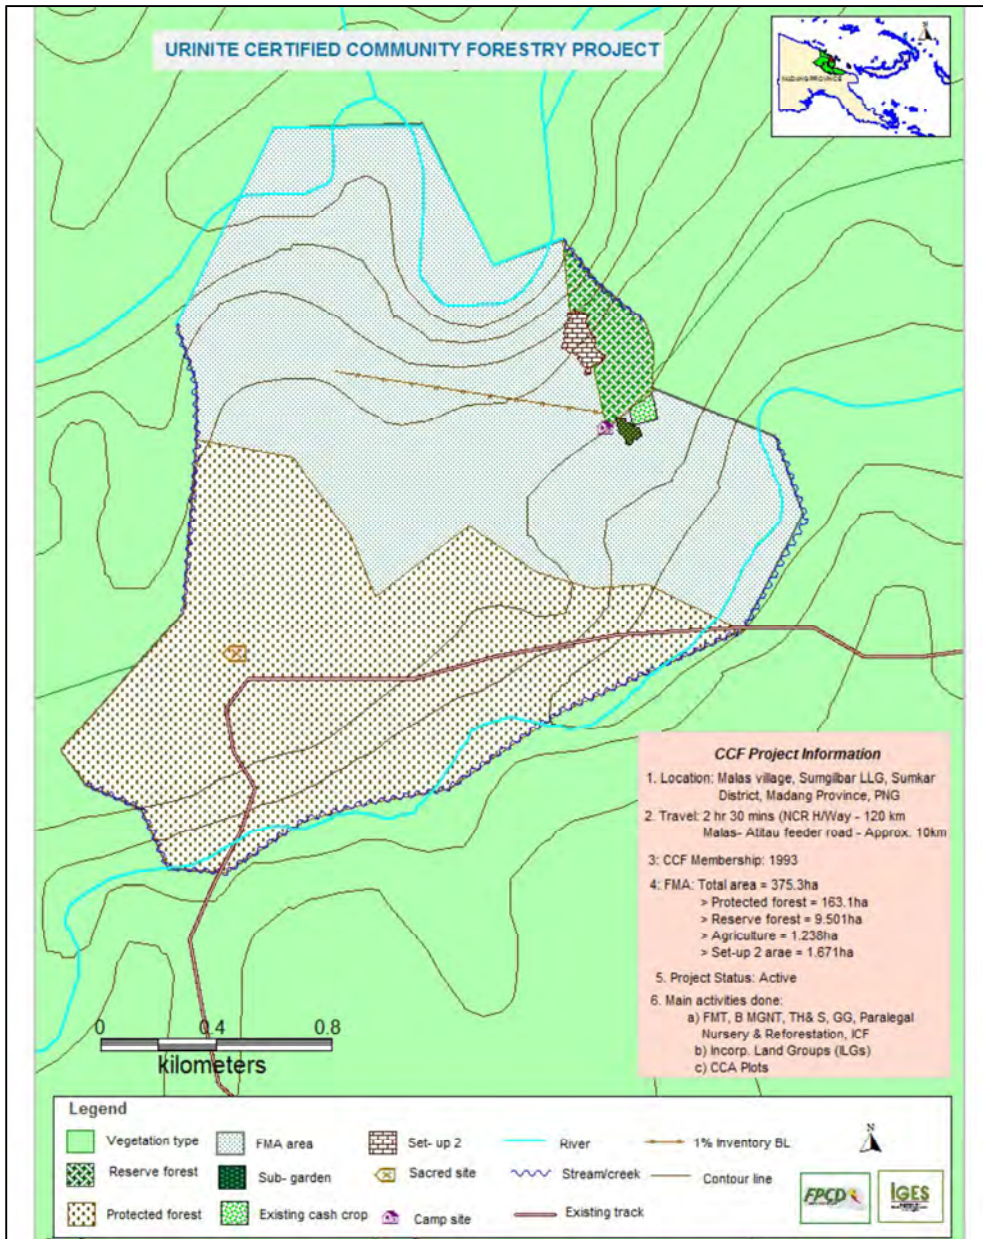 URINITE CERTIFIED COMMUNITY FORESTRY PROJECT
N
MADANG PROVINCE
CCF Project Information
1. Location: Malas village, Sumgilbar LLG, Sumkar
District, Madang Province, PNG
2. Travel: 2 hr 30 mins (NCR H/Way - 120 km
Malas- Atitau feeder road - Approx. 10km
3: CCF Membership: 1993
4: FMA: Total area = 375.3ha
> Protected forest = 163.1ha
> Reserve forest = 9.501ha
> Agriculture = 1.238ha
> Set-up 2 arae = 1.671ha
5. Project Status: Active
6. Main activities done:
a) FMT, B MGNT, TH& S, GG, Paralegal
Nursery & Reforestation, ICF
b) Incorp. Land Groups (ILGs)
c) CCA Plots
0 0.4 0.8
kilometers
Legend
Vegetation type FMA area Set- up 2 River 1% Inventory BL N
Reserve forest Sub- garden Sacred site Stream/creek Contour line
Protected forest Existing cash crop Camp site Existing track
FPCD IGES